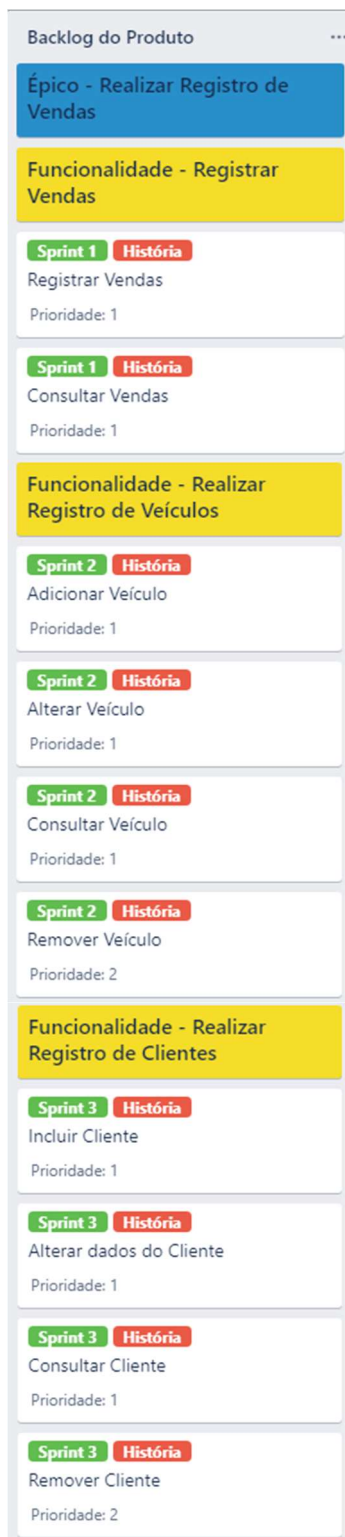 Backlog do Produto ...
Épico - Realizar Registro de
Vendas
Funcionalidade - Registrar
Vendas
Sprint 1 História
Registrar Vendas
Prioridade: 1
Sprint 1 História
Consultar Vendas
Prioridade: 1
Funcionalidade - Realizar
Registro de Veículos
Sprint 2 História
Adicionar Veículo
Prioridade: 1
Sprint 2 História
Alterar Veículo
Prioridade: 1
Sprint 2 História
Consultar Veículo
Prioridade: 1
Sprint 2 História
Remover Veículo
Prioridade: 2
Funcionalidade - Realizar
Registro de Clientes
Sprint 3 História
Incluir Cliente
Prioridade: 1
Sprint 3 História
Alterar dados do Cliente
Prioridade: 1
Sprint 3 História
Consultar Cliente
Prioridade: 1
Sprint 3 História
Remover Cliente
Prioridade: 2